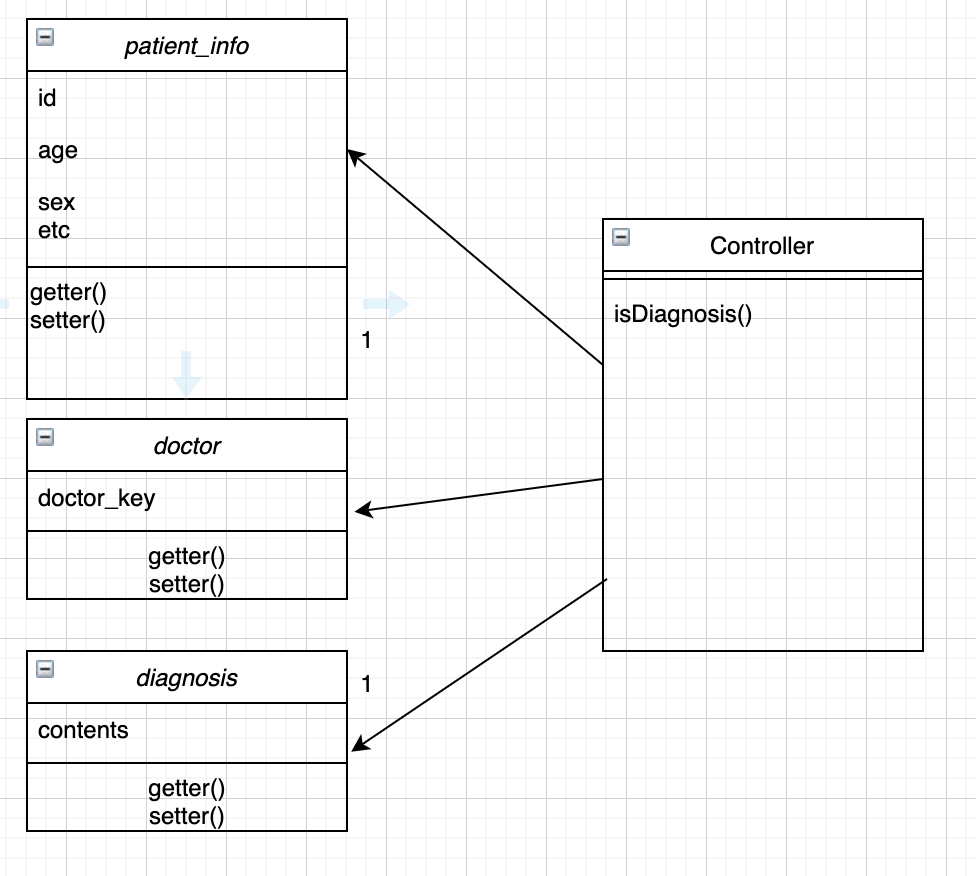 patient_info
id
age
sex
etc
getter()
setter()
1
doctor
doctor_key
getter()
setter()
diagnosis
1
contents
getter()
setter()
Controller
isDiagnosis()